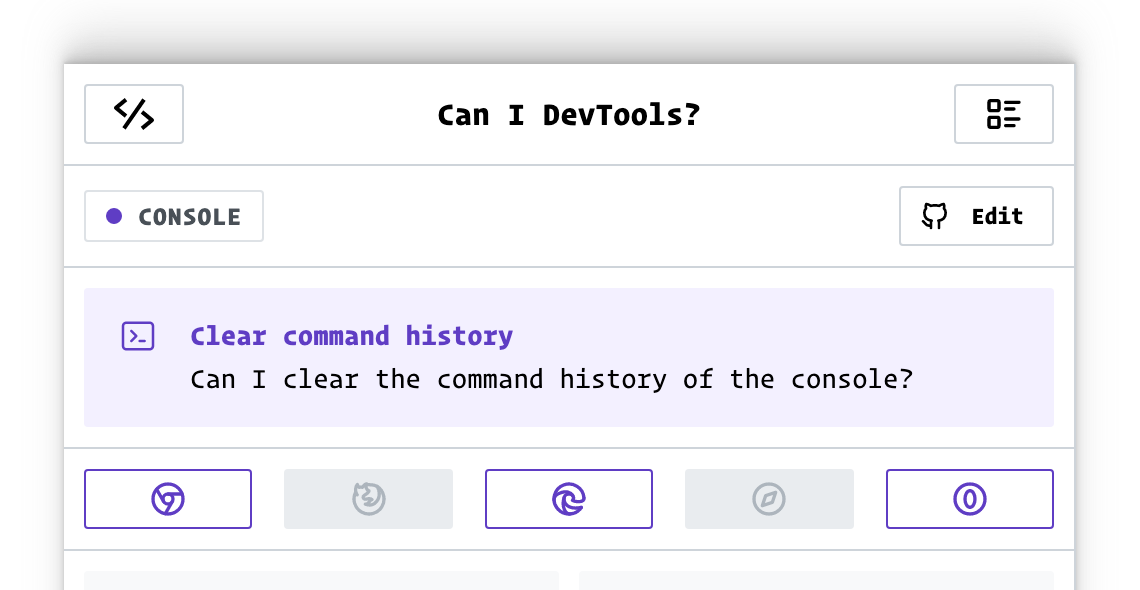 Can I DevTools?
CONSOLE
Edit
Clear command history
Can I clear the command history of the console?